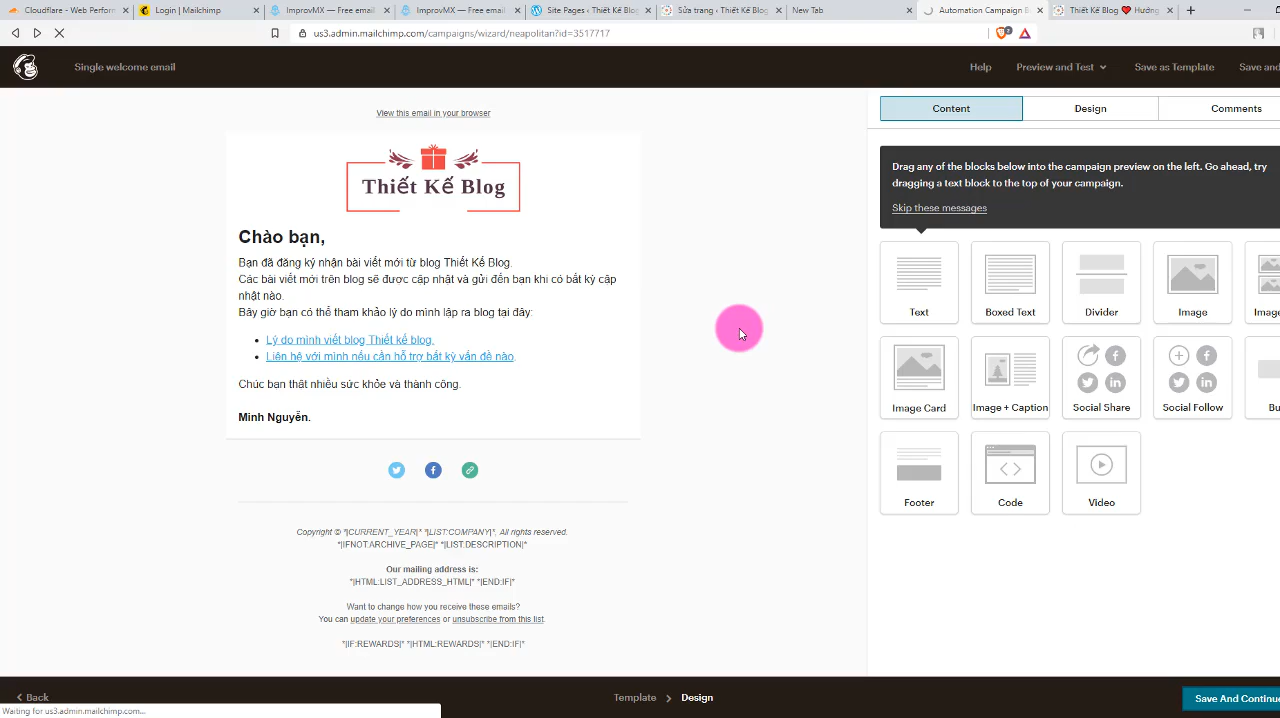 Cloudflare - Web Perform
Login | Mailchimp
ImprovMX — Free email
ImprovMX — Free email
Site Pages ‹ Thiết Kế Blog
Sửa trang ‹ Thiết Kế Blog
New Tab
Automation Campaign B
Thiết Kế Blog ❤ Hướng
us3.admin.mailchimp.com/campaigns/wizard/neapolitan?id=3517717
Single welcome email
Help
Preview and Test
Save as Template
Save and
View this email in your browser
Thiết Kế Blog
Chào bạn,
Bạn đã đăng ký nhận bài viết mới từ blog Thiết Kế Blog.
Các bài viết mới trên blog sẽ được cập nhật và gửi đến bạn khi có bất kỳ cập
nhật nào.
Bây giờ bạn có thể tham khảo lý do mình lập ra blog tại đây:
Lý do mình viết blog Thiết kế blog.
Liên hệ với mình nếu cần hỗ trợ bất kỳ vấn đề nào.
Chúc bạn thật nhiều sức khỏe và thành công.
Minh Nguyễn.
Copyright © *|CURRENT_YEAR|* *|LIST:COMPANY|*, All rights reserved.
*|IFNOT:ARCHIVE_PAGE|* *|LIST:DESCRIPTION|*
Our mailing address is:
*|HTML:LIST_ADDRESS_HTML|* *|END:IF|*
Want to change how you receive these emails?
You can update your preferences or unsubscribe from this list.
*|IF:REWARDS|* *|HTML:REWARDS|* *|END:IF|*
Content
Design
Comments
Drag any of the blocks below into the campaign preview on the left. Go ahead, try
dragging a text block to the top of your campaign.
Skip these messages
Text
Boxed Text
Divider
Image
Image
Image Card
Image + Caption
Social Share
Social Follow
Bu
Footer
Code
Video
Back
Template
Design
Save And Continue
Waiting for us3.admin.mailchimp.com...